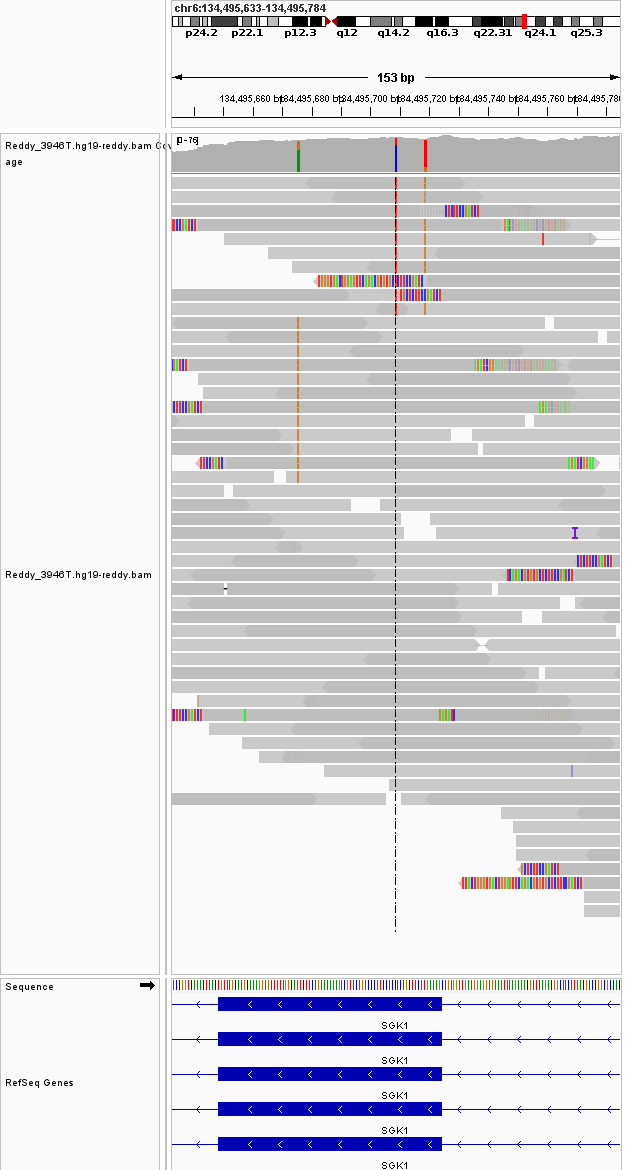 chr6:134,495,633-134,495,784
p24.2 p22.1 p12.3 q12 q14.2 q16.3 q22.31 q24.1 q25.3
153 bp
134,495,660 bp 134,495,680 bp 134,495,700 bp 134,495,720 bp 134,495,740 bp 134,495,760 bp 134,495,780
Reddy_3946T.hg19-reddy.bam Cov
age
[0-76]
I
Reddy_3946T.hg19-reddy.bam
Sequence
SGK1
SGK1
RefSeq Genes
SGK1
SGK1
SGK1